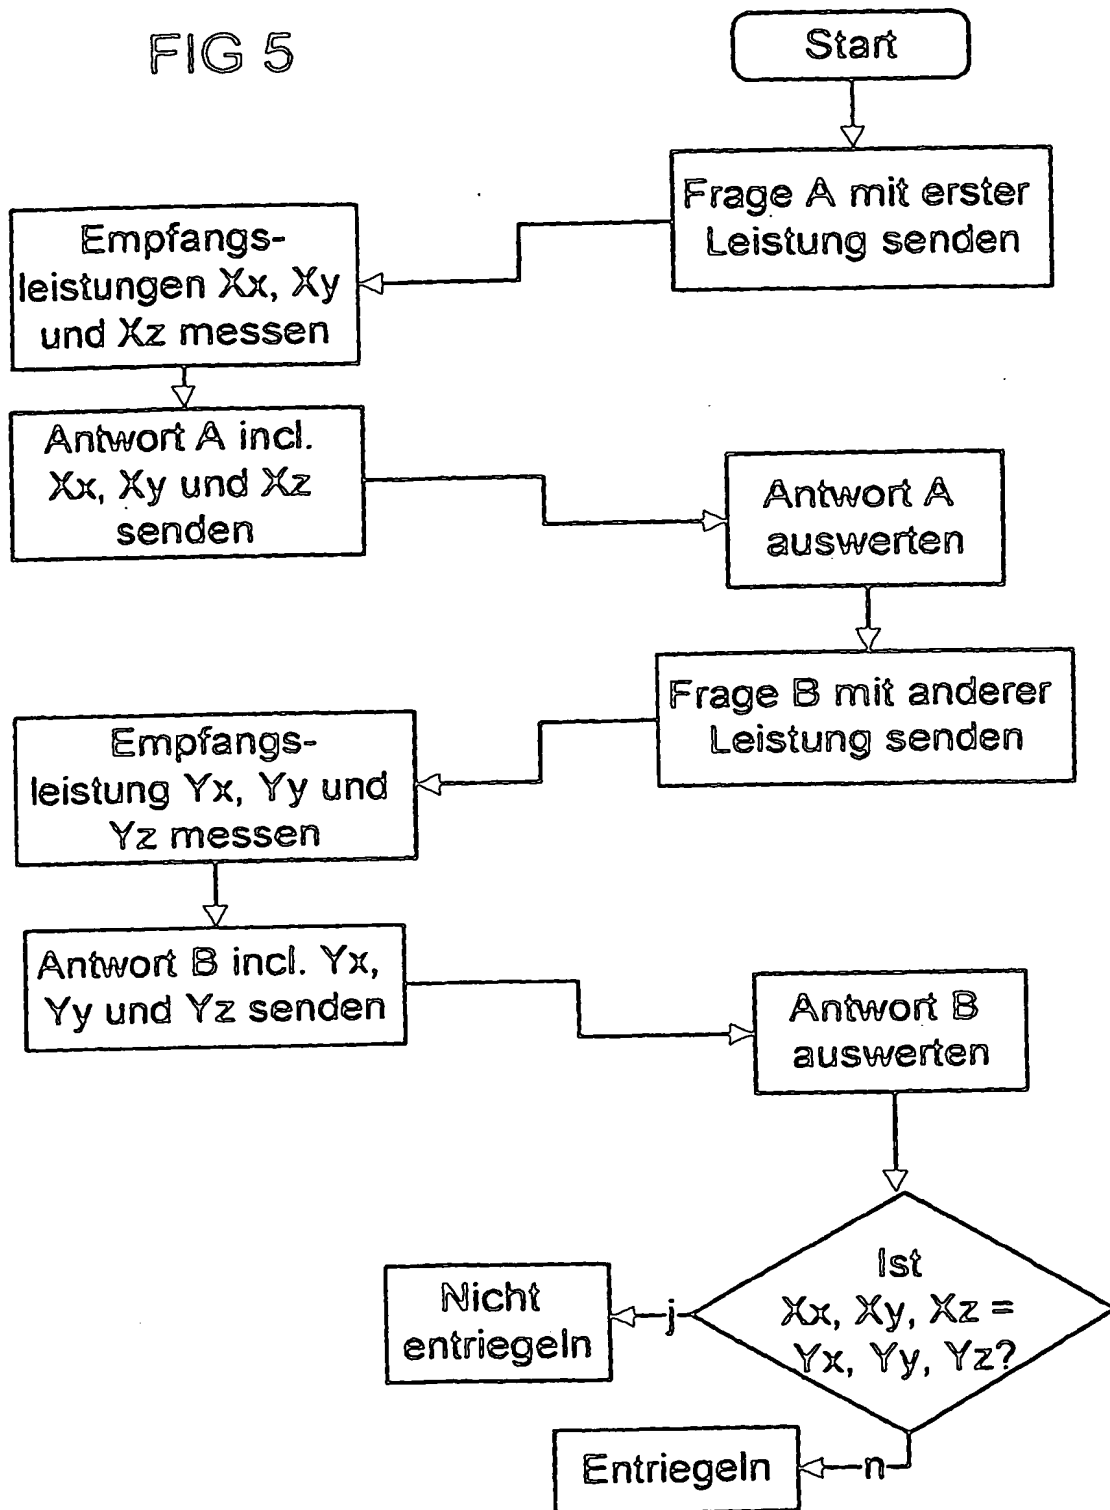 FIG 5
Start
Frage A mit erster
Leistung senden
Empfangs-
leistungen Xx, Xy
und Xz messen
Antwort A incl.
Xx, Xy und Xz
senden
Antwort A
auswerten
Frage B mit anderer
Leistung senden
Empfangs-
leistung Yx, Yy und
Yz messen
Antwort B incl. Yx,
Yy und Yz senden
Antwort B
auswerten
Ist
Xx, Xy, Xz =
Yx, Yy, Yz?
j
Nicht
entriegeln
n
Entriegeln